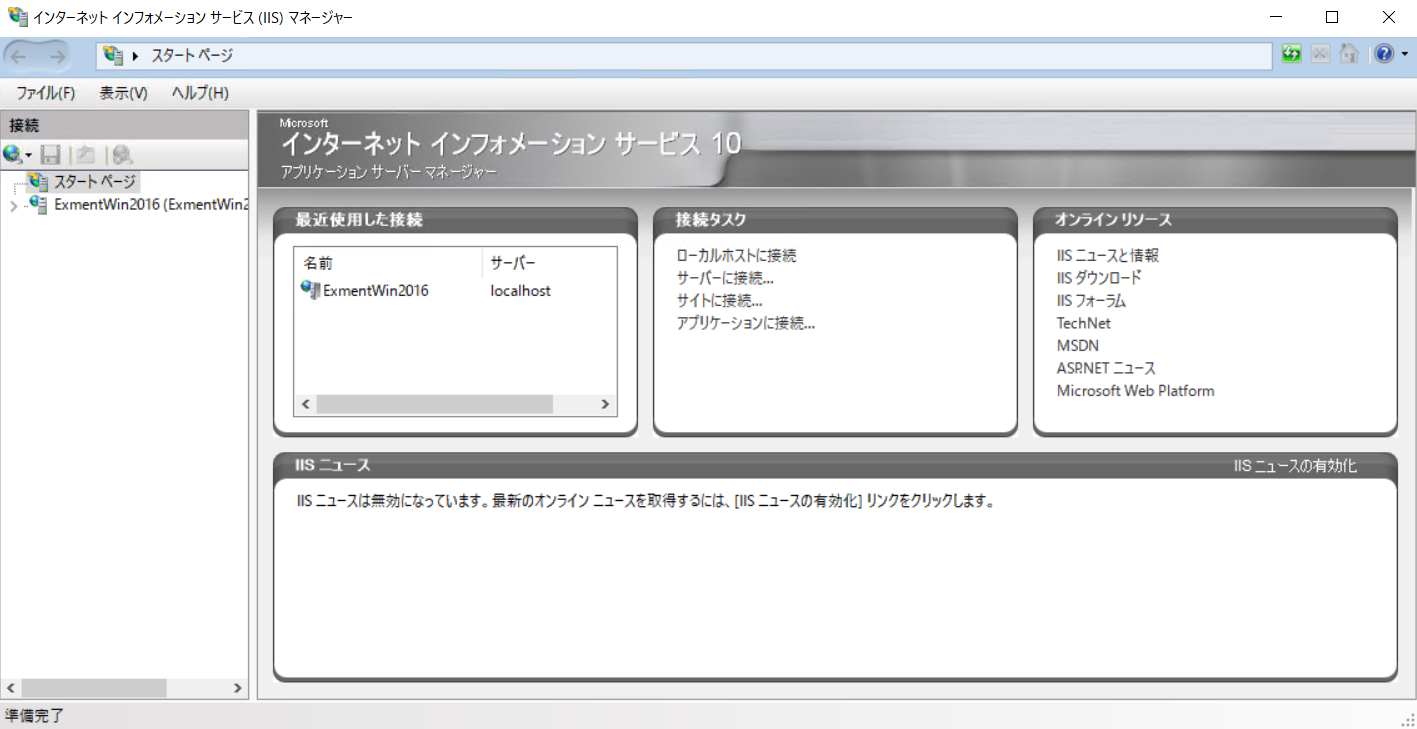 インターネット インフォメーション サービス (IIS) マネージャー
スタート ページ
ファイル(F) 表示(V) ヘルプ(H)
接続
スタート ページ
ExmentWin2016 (ExmentWin2
Microsoft
インターネット インフォメーション サービス 10
アプリケーション サーバー マネージャー
最近使用した接続
名前 サーバー
ExmentWin2016 localhost
接続タスク
ローカルホストに接続
サーバーに接続...
サイトに接続...
アプリケーションに接続...
オンライン リソース
IIS ニュースと情報
IIS ダウンロード
IIS フォーラム
TechNet
MSDN
ASP.NET ニュース
Microsoft Web Platform
IIS ニュース IIS ニュースの有効化
IIS ニュースは無効になっています。最新のオンライン ニュースを取得するには、[IIS ニュースの有効化] リンクをクリックします。
準備完了